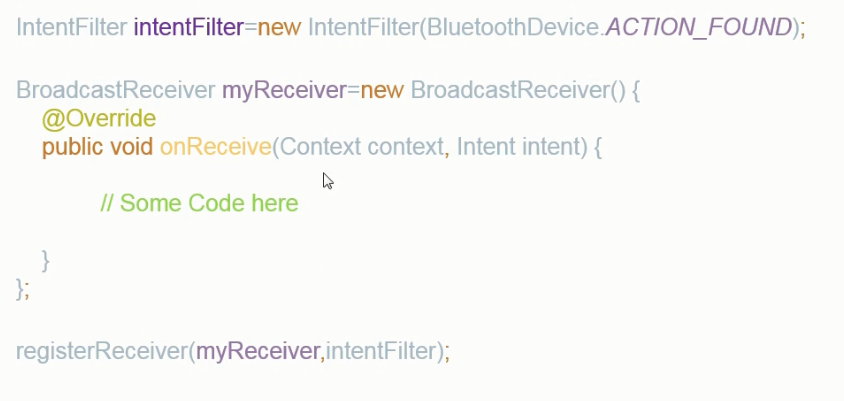 IntentFilter intentFilter=new IntentFilter(BluetoothDevice.ACTION_FOUND);
BroadcastReceiver myReceiver=new BroadcastReceiver() {
@Override
public void onReceive(Context context, Intent intent) {
// Some Code here
}
};
registerReceiver(myReceiver,intentFilter);